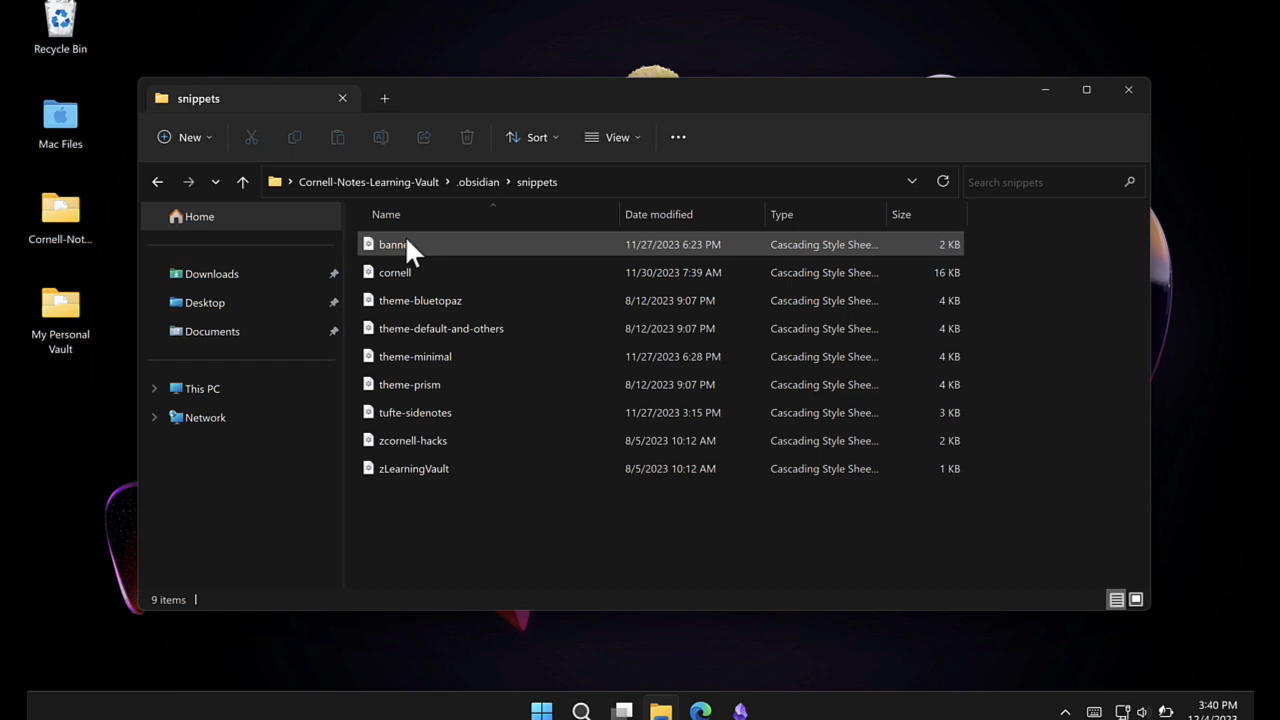 Recycle Bin
Mac Files
Cornell-Not...
My Personal
Vault
snippets
New
Sort
View
Cornell-Notes-Learning-Vault
.obsidian
snippets
Search snippets
Home
Downloads
Desktop
Documents
This PC
Network
Name Date modified Type Size
11/27/2023 6:23 PM Cascading Style Shee... 2 KB
cornell 11/30/2023 7:39 AM Cascading Style Shee... 16 KB
theme-bluetopaz 8/12/2023 9:07 PM Cascading Style Shee... 4 KB
theme-default-and-others 8/12/2023 9:07 PM Cascading Style Shee... 4 KB
theme-minimal 11/27/2023 6:28 PM Cascading Style Shee... 4 KB
theme-prism 8/12/2023 9:07 PM Cascading Style Shee... 4 KB
tufte-sidenotes 11/27/2023 3:15 PM Cascading Style Shee... 3 KB
zcornell-hacks 8/5/2023 10:12 AM Cascading Style Shee... 2 KB
zLearningVault 8/5/2023 10:12 AM Cascading Style Shee... 1 KB
9 items
3:40 PM